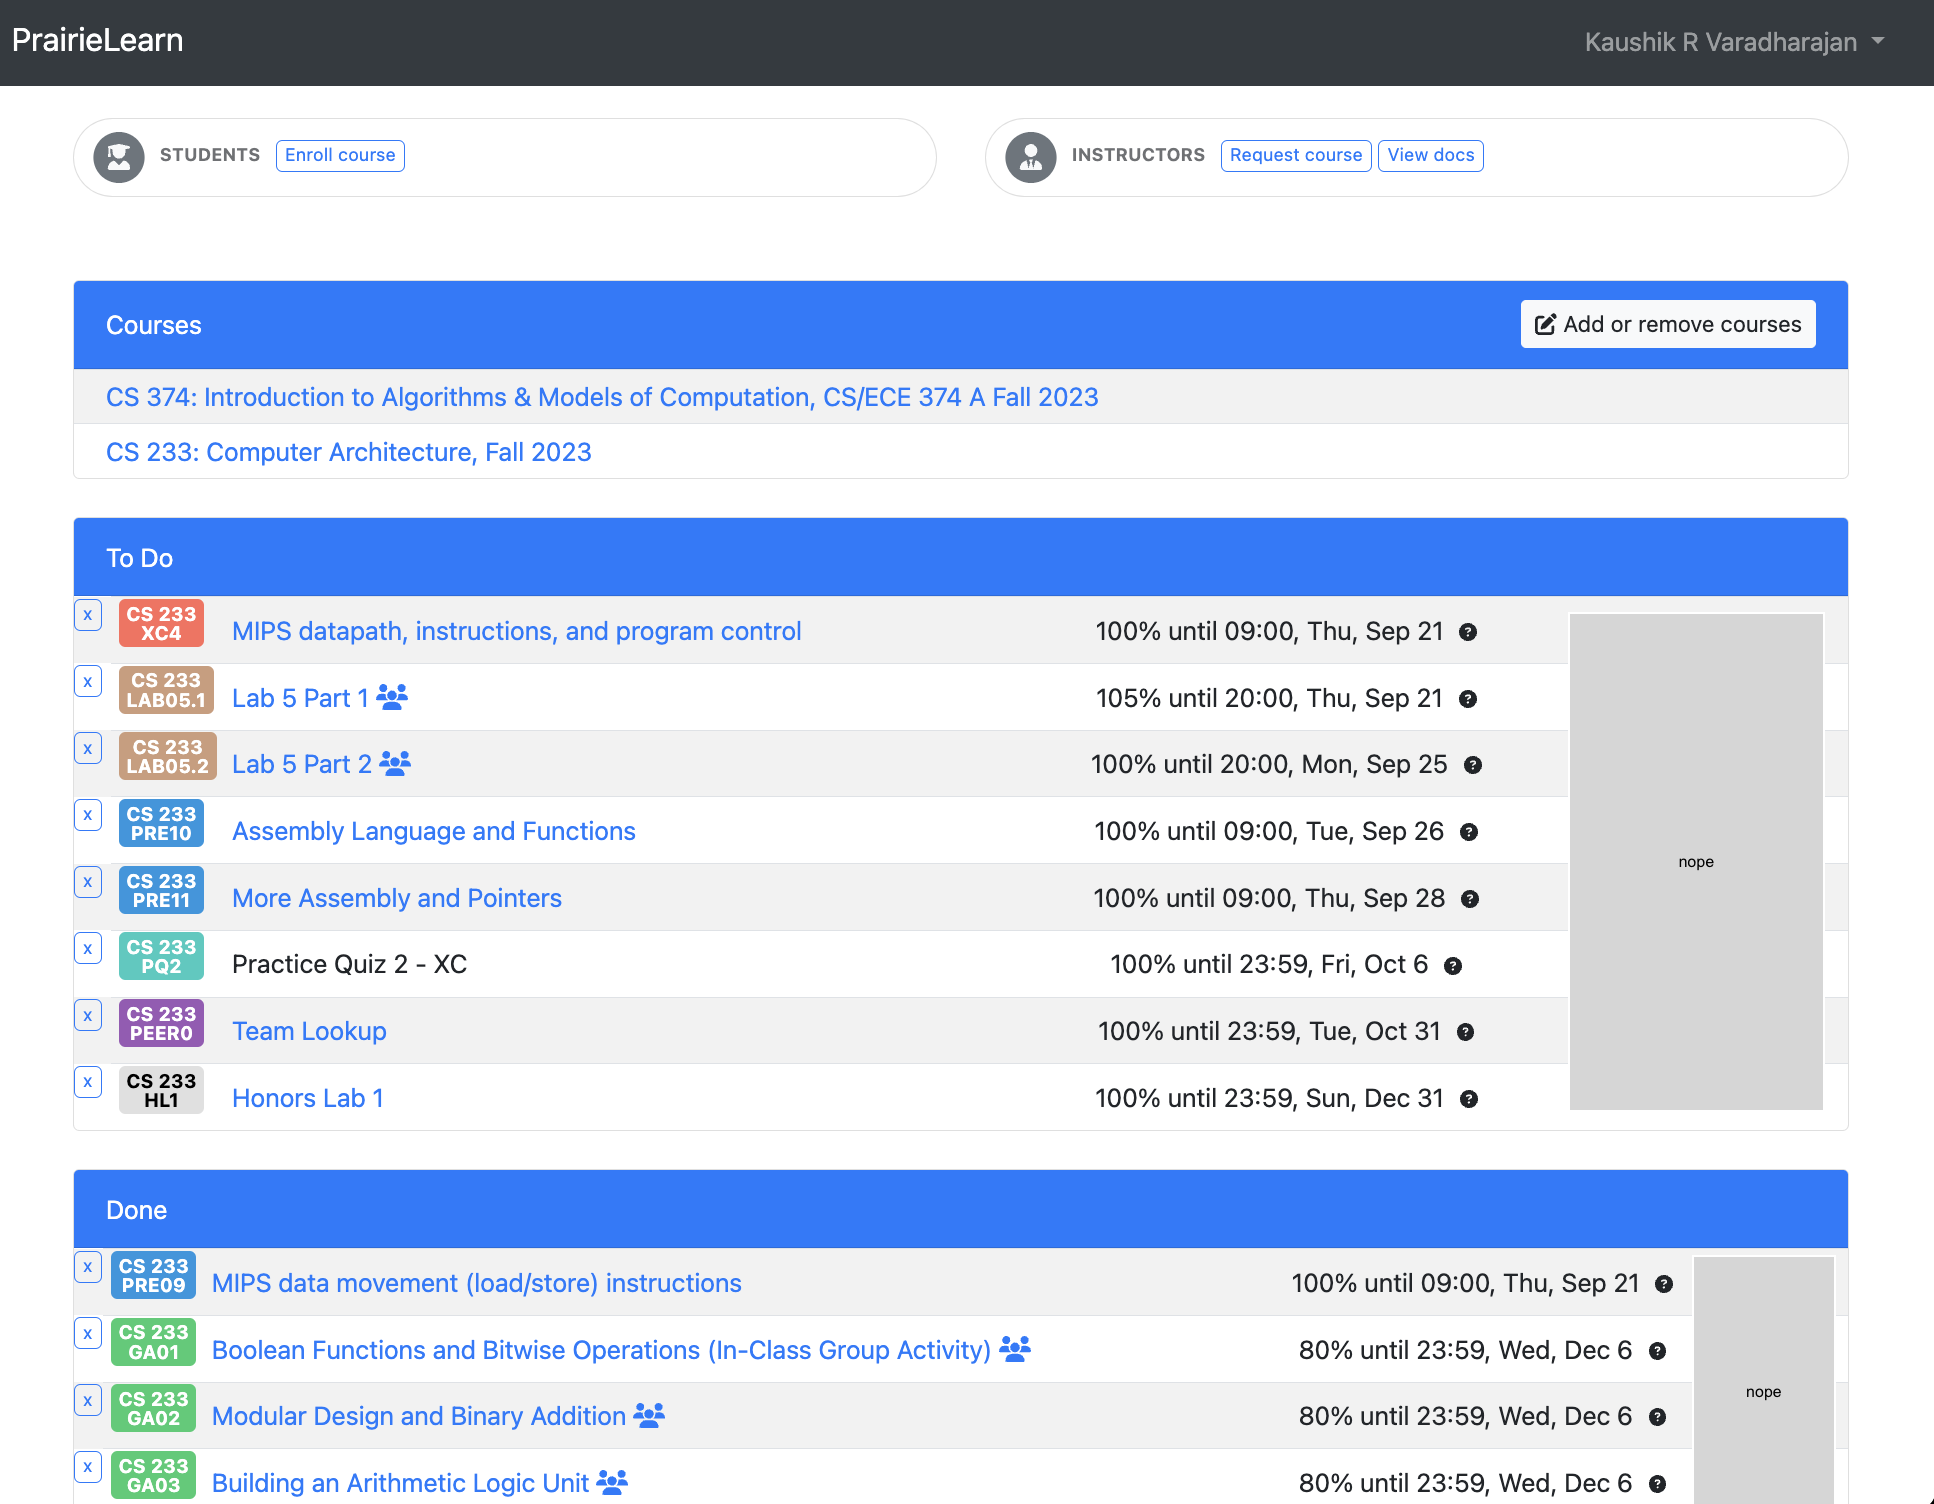 PrairieLearn
Kaushik R Varadharajan
STUDENTS Enroll course
INSTRUCTORS Request course View docs
Courses Add or remove courses
CS 374: Introduction to Algorithms & Models of Computation, CS/ECE 374 A Fall 2023
CS 233: Computer Architecture, Fall 2023
To Do
x CS 233 XC4 MIPS datapath, instructions, and program control 100% until 09:00, Thu, Sep 21 ?
x CS 233 LAB05.1 Lab 5 Part 1 105% until 20:00, Thu, Sep 21 ?
x CS 233 LAB05.2 Lab 5 Part 2 100% until 20:00, Mon, Sep 25 ?
x CS 233 PRE10 Assembly Language and Functions 100% until 09:00, Tue, Sep 26 ?
nope
x CS 233 PRE11 More Assembly and Pointers 100% until 09:00, Thu, Sep 28 ?
x CS 233 PQ2 Practice Quiz 2 - XC 100% until 23:59, Fri, Oct 6 ?
x CS 233 PEER0 Team Lookup 100% until 23:59, Tue, Oct 31 ?
x CS 233 HL1 Honors Lab 1 100% until 23:59, Sun, Dec 31 ?
Done
x CS 233 PRE09 MIPS data movement (load/store) instructions 100% until 09:00, Thu, Sep 21 ?
x CS 233 GA01 Boolean Functions and Bitwise Operations (In-Class Group Activity) 80% until 23:59, Wed, Dec 6 ?
nope
x CS 233 GA02 Modular Design and Binary Addition 80% until 23:59, Wed, Dec 6 ?
x CS 233 GA03 Building an Arithmetic Logic Unit 80% until 23:59, Wed, Dec 6 ?